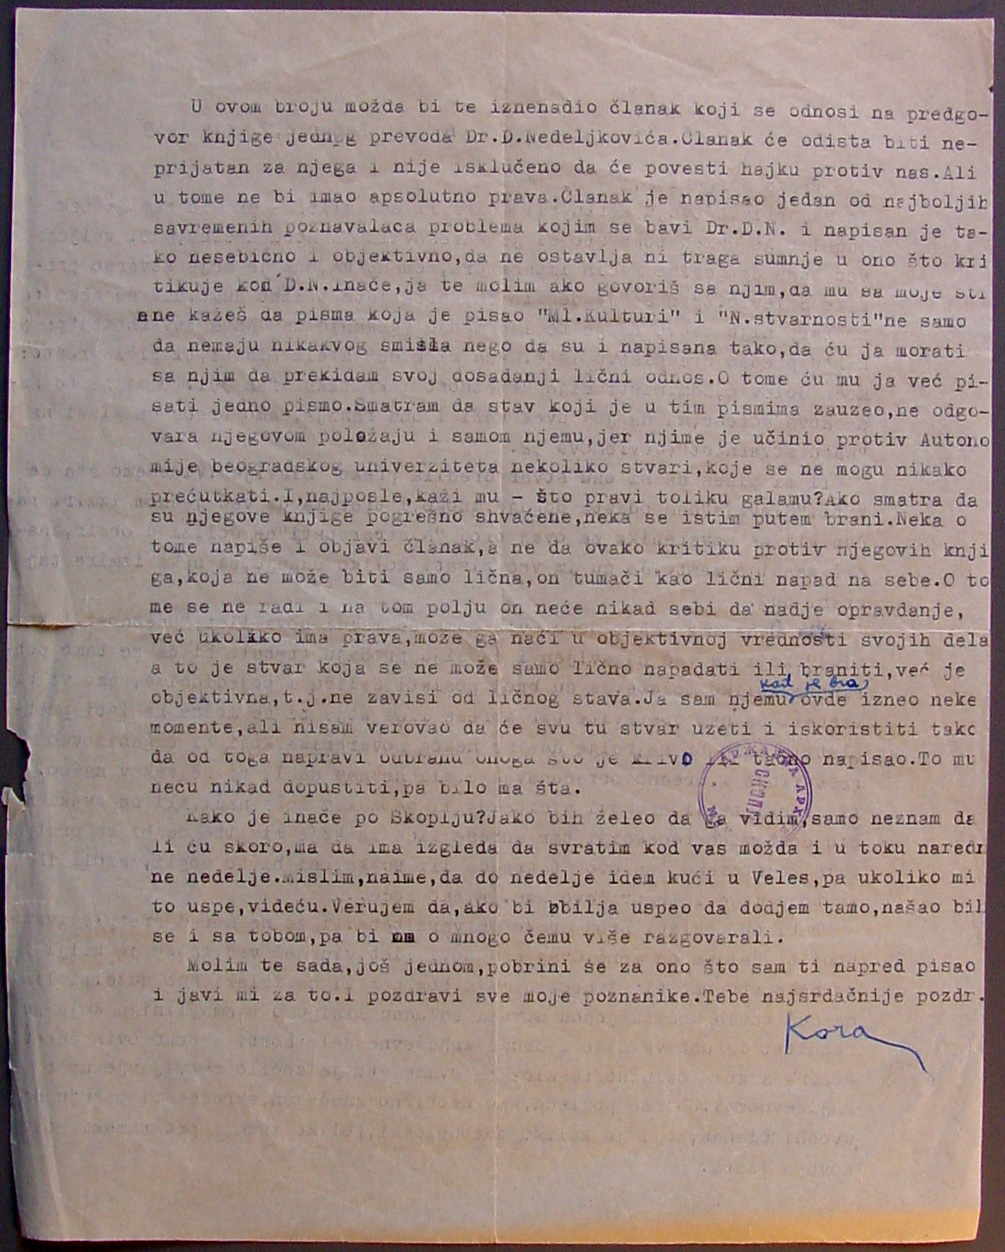 U ovom broju možda bi te iznenadio članak koji se odnosi na predgo-
vor knjige jednog prevoda Dr.D.Nedeljkovića.Članak će odista biti ne-
prijatan za njega i nije isključeno da će povesti hajku protiv nas.Ali
u tome ne bi imao apsolutno prava.Članak je napisao jedan od najboljih
savremenih poznavalaca problema kojim se bavi Dr.D.N. i napisan je ta-
ko nesebično i objektivno,da ne ostavlja ni traga sumnje u ono što kri
tikuje kod D.N.Inače,ja te molim ako govoriš sa njim,da mu sa moje str
ane kažeš da pisma koja je pisao "Ml.Kulturi" i "N.stvarnosti"ne samo
da nemaju nikakvog smisla nego da su i napisana tako,da ću ja morati
sa njim da prekidam svoj dosadanji lični odnos.O tome ću mu ja već pi-
sati jedno pismo.Smatram da stav koji je u tim pismima zauzeo,ne odgo-
vara njegovom položaju i samom njemu,jer njime je učinio protiv Autono
mije beogradskog univerziteta nekoliko stvari,koje se ne mogu nikako
prećutkati.I,najposle,kaži mu - što pravi toliku galamu?Ako smatra da
su njegove knjige pogrešno shvaćene,neka se istim putem brani.Neka o
tome napiše i objavi članak,a ne da ovako kritiku protiv njegovih knji
ga,koja ne može biti samo lična,on tumači kao lični napad na sebe.O to
me se ne radi i na tom polju on neće nikad sebi da nadje opravdanje,
već ukoliko ima prava,može ga naći u objektivnoj vrednosti svojih dela
a to je stvar koja se ne može samo lično napadati ili braniti,već je
kad je bio
objektivna,t.j.ne zavisi od ličnog stava.Ja sam njemu ovde izneo neke
momente,ali nisam verovao da će svu tu stvar uzeti i iskoristiti tako
da od toga napravi odbranu onoga što je krivo tačno napisao.To mu
neću nikad dopustiti,pa bilo ma šta.
Kako je inače po Skoplju?Jako bih želeo da ga vidim,samo neznam da
li ću skoro,ma da ima izgleda da svratim kod vas možda i u toku naredn
ne nedelje.Mislim,naime,da do nedelje idem kući u Veles,pa ukoliko mi
to uspe,videću.Verujem da,ako bi zbilja uspeo da dodjem tamo,našao bil
se i sa tobom,pa bi o mnogo čemu više razgovarali.
Molim te sada,još jednom,pobrini se za ono što sam ti napred pisao
i javi mi za to.I pozdravi sve moje poznanike.Tebe najsrdačnije pozdr.
Kora